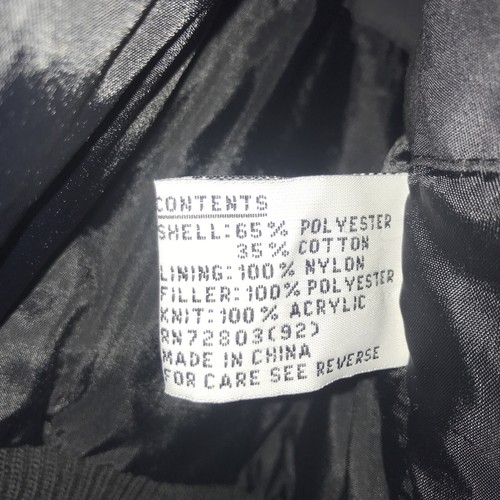 CONTENTS
SHELL:65% POLYESTER
35% COTTON
LINING:100% NYLON
FILLER:100% POLYESTER
KNIT:100% ACRYLIC
RN72803(92)
MADE IN CHINA
FOR CARE SEE REVERSE